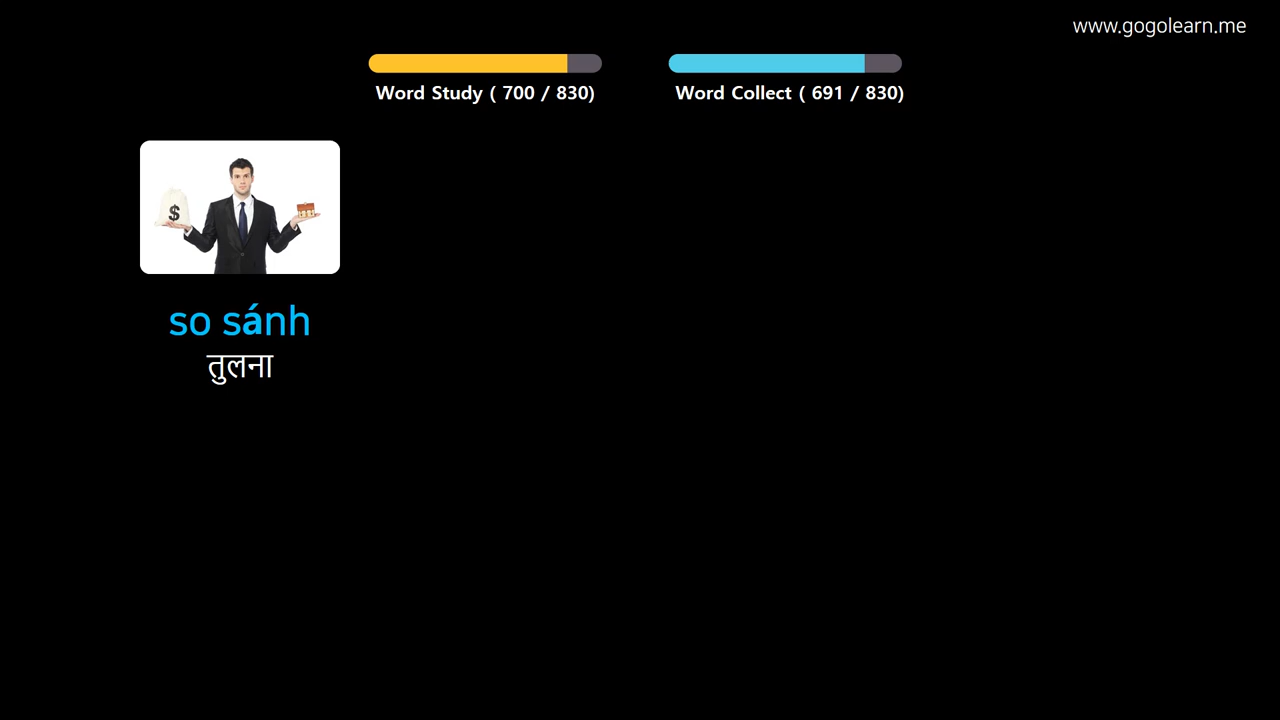 www.gogolearn.me
Word Study ( 700 / 830)
Word Collect ( 691 / 830)
$
so sánh
तुलना